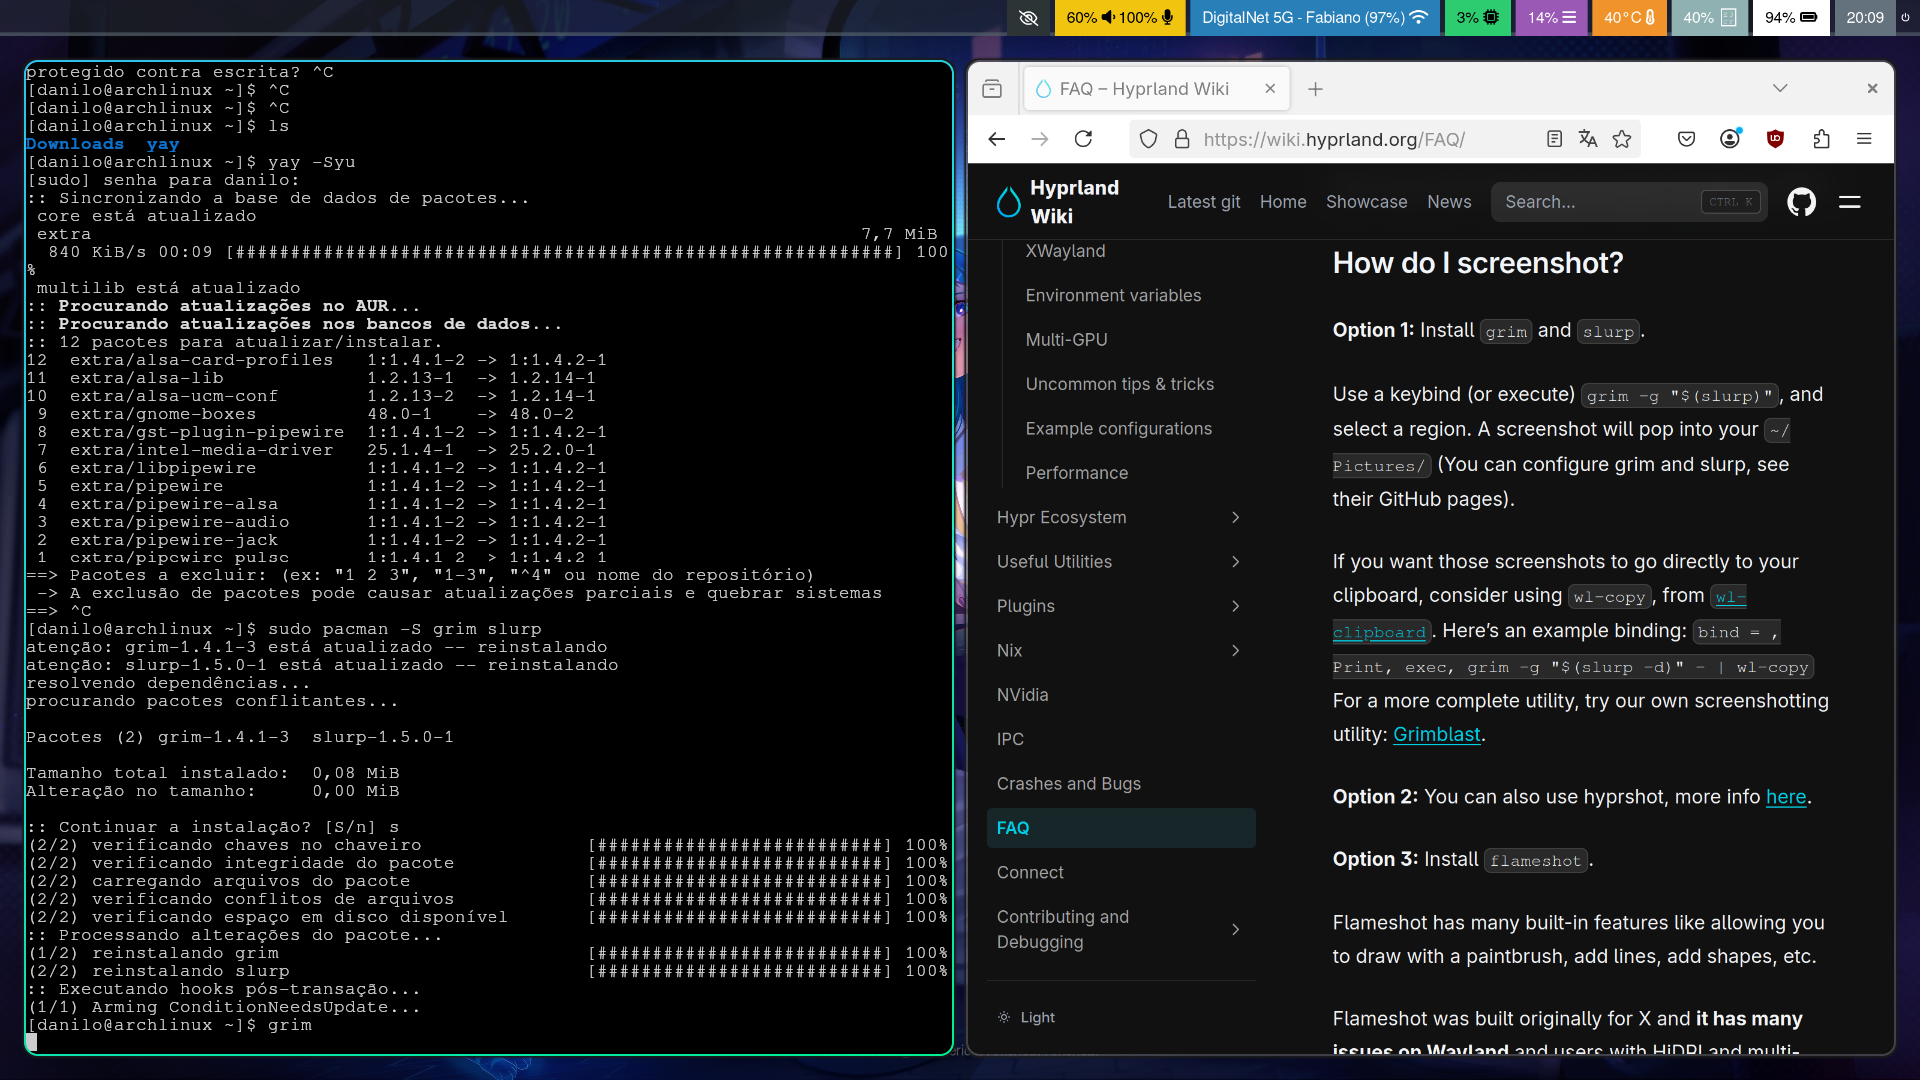 60% 100%
DigitalNet 5G - Fabiano (97%)
3%
14%
40°C
40%
94%
20:09
protegido contra escrita? ^C
[danilo@archlinux ~]$ ^C
[danilo@archlinux ~]$ ^C
[danilo@archlinux ~]$ ls
Downloads  yay
[danilo@archlinux ~]$ yay -Syu
[sudo] senha para danilo:
:: Sincronizando a base de dados de pacotes...
 core está atualizado
 extra 7,7 MiB
  840 KiB/s 00:09 [############################################################] 100
%
 multilib está atualizado
:: Procurando atualizações no AUR...
:: Procurando atualizações nos bancos de dados...
:: 12 pacotes para atualizar/instalar.
12  extra/alsa-card-profiles   1:1.4.1-2 -> 1:1.4.2-1
11  extra/alsa-lib             1.2.13-1  -> 1.2.14-1
10  extra/alsa-ucm-conf        1.2.13-2  -> 1.2.14-1
 9  extra/gnome-boxes          48.0-1    -> 48.0-2
 8  extra/gst-plugin-pipewire  1:1.4.1-2 -> 1:1.4.2-1
 7  extra/intel-media-driver   25.1.4-1  -> 25.2.0-1
 6  extra/libpipewire          1:1.4.1-2 -> 1:1.4.2-1
 5  extra/pipewire             1:1.4.1-2 -> 1:1.4.2-1
 4  extra/pipewire-alsa        1:1.4.1-2 -> 1:1.4.2-1
 3  extra/pipewire-audio       1:1.4.1-2 -> 1:1.4.2-1
 2  extra/pipewire-jack        1:1.4.1-2 -> 1:1.4.2-1
 1  extra/pipewire-pulse       1:1.4.1-2 -> 1:1.4.2-1
==> Pacotes a excluir: (ex: "1 2 3", "1-3", "^4" ou nome do repositório)
 -> A exclusão de pacotes pode causar atualizações parciais e quebrar sistemas
==> ^C
[danilo@archlinux ~]$ sudo pacman -S grim slurp
atenção: grim-1.4.1-3 está atualizado -- reinstalando
atenção: slurp-1.5.0-1 está atualizado -- reinstalando
resolvendo dependências...
procurando pacotes conflitantes...
Pacotes (2) grim-1.4.1-3  slurp-1.5.0-1
Tamanho total instalado:  0,08 MiB
Alteração no tamanho:     0,00 MiB
:: Continuar a instalação? [S/n] s
(2/2) verificando chaves no chaveiro [##########################] 100%
(2/2) verificando integridade do pacote [##########################] 100%
(2/2) carregando arquivos do pacote [##########################] 100%
(2/2) verificando conflitos de arquivos [##########################] 100%
(2/2) verificando espaço em disco disponível [##########################] 100%
:: Processando alterações do pacote...
(1/2) reinstalando grim [##########################] 100%
(2/2) reinstalando slurp [##########################] 100%
:: Executando hooks pós-transação...
(1/1) Arming ConditionNeedsUpdate...
[danilo@archlinux ~]$ grim
FAQ – Hyprland Wiki
https://wiki.hyprland.org/FAQ/
Hyprland
Wiki
Latest git Home Showcase News
Search... CTRL K
XWayland
Environment variables
Multi-GPU
Uncommon tips & tricks
Example configurations
Performance
Hypr Ecosystem
Useful Utilities
Plugins
Nix
NVidia
IPC
Crashes and Bugs
FAQ
Connect
Contributing and
Debugging
Light
How do I screenshot?
Option 1: Install grim and slurp.
Use a keybind (or execute) grim -g "$(slurp)", and
select a region. A screenshot will pop into your ~/
Pictures/ (You can configure grim and slurp, see
their GitHub pages).
If you want those screenshots to go directly to your
clipboard, consider using wl-copy, from wl-
clipboard. Here's an example binding: bind = ,
Print, exec, grim -g "$(slurp -d)" - | wl-copy
For a more complete utility, try our own screenshotting
utility: Grimblast.
Option 2: You can also use hyprshot, more info here.
Option 3: Install flameshot.
Flameshot has many built-in features like allowing you
to draw with a paintbrush, add lines, add shapes, etc.
Flameshot was built originally for X and it has many
issues on Wayland and users with HiDPI and multi-